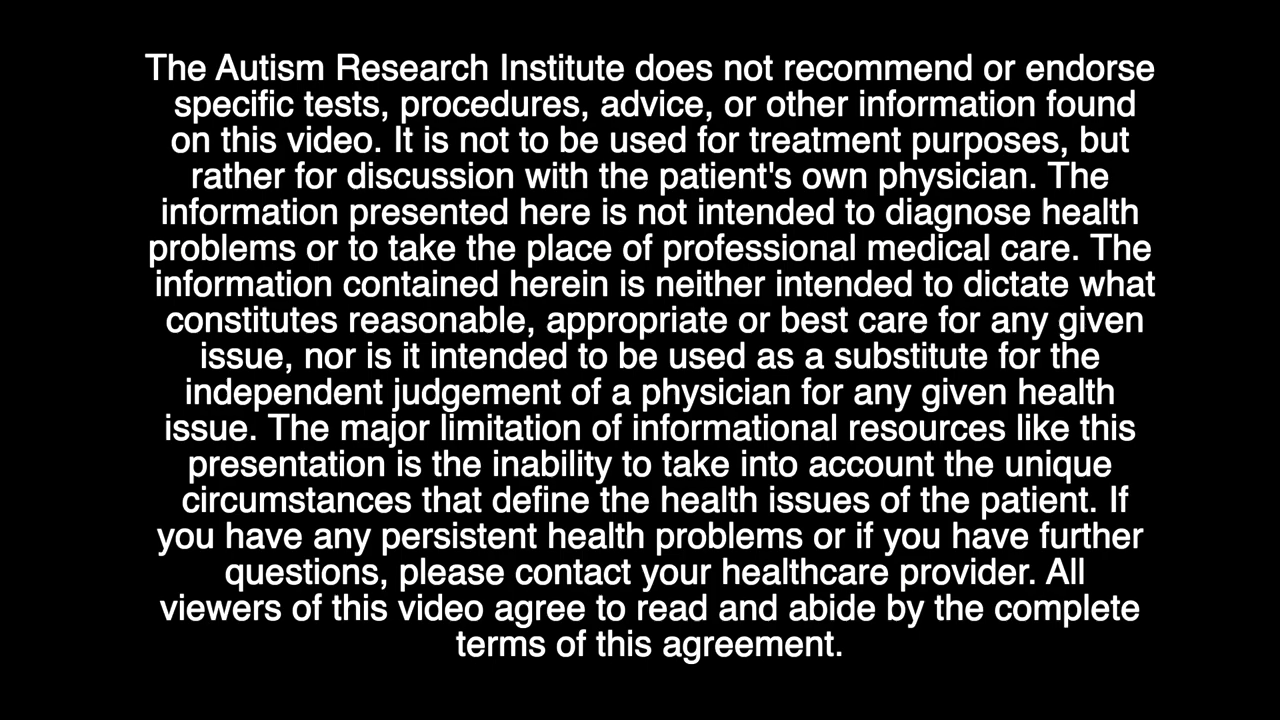 The Autism Research Institute does not recommend or endorse
specific tests, procedures, advice, or other information found
on this video. It is not to be used for treatment purposes, but
rather for discussion with the patient's own physician. The
information presented here is not intended to diagnose health
problems or to take the place of professional medical care. The
information contained herein is neither intended to dictate what
constitutes reasonable, appropriate or best care for any given
issue, nor is it intended to be used as a substitute for the
independent judgement of a physician for any given health
issue. The major limitation of informational resources like this
presentation is the inability to take into account the unique
circumstances that define the health issues of the patient. If
you have any persistent health problems or if you have further
questions, please contact your healthcare provider. All
viewers of this video agree to read and abide by the complete
terms of this agreement.